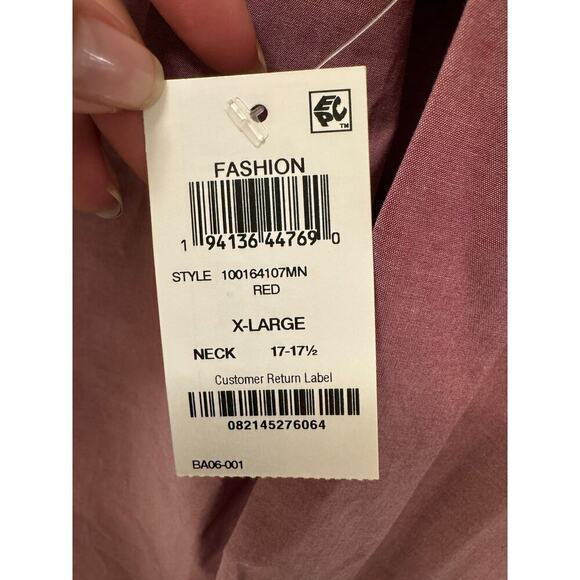 EPC
TM
FASHION
1 94136 44769 0
STYLE 100164107MN
RED
X-LARGE
NECK 17-17½
Customer Return Label
082145276064
BA06-001